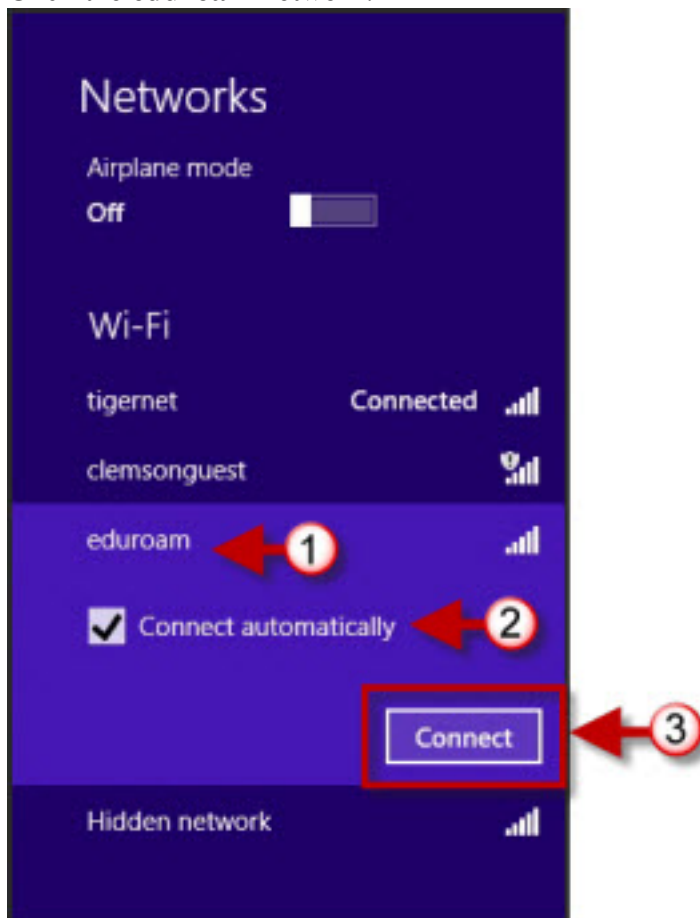 Networks
Airplane mode
Off
Wi-Fi
tigernet Connected
clemsonguest
eduroam 1
Connect automatically 2
Connect 3
Hidden network